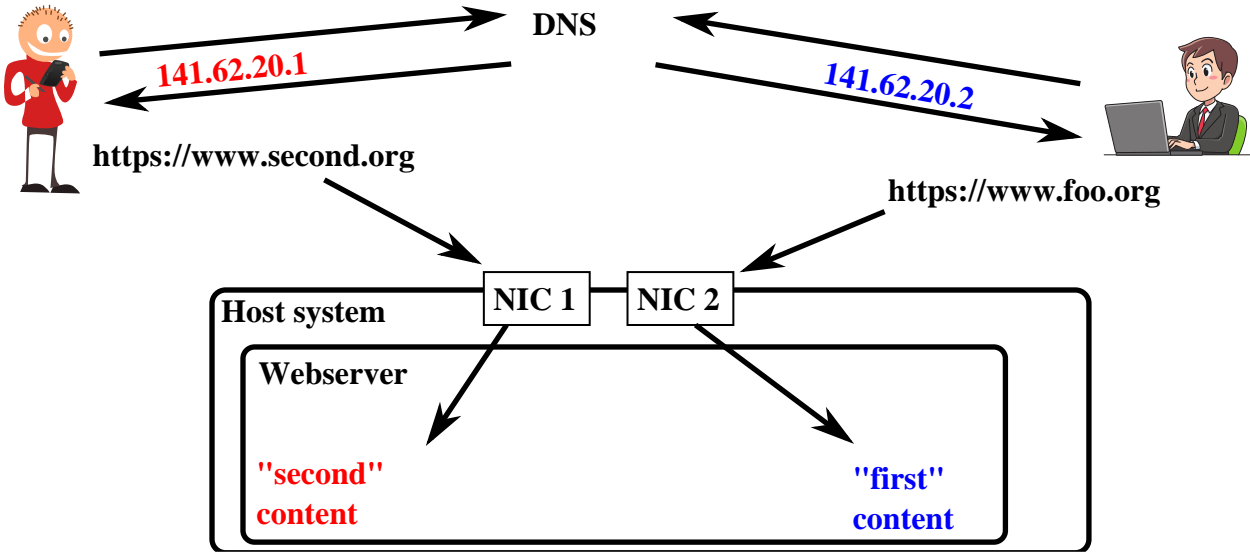 DNS
141.62.20.1
141.62.20.2
https://www.second.org
https://www.foo.org
NIC 1
NIC 2
Host system
Webserver
"second"
content
"first"
content